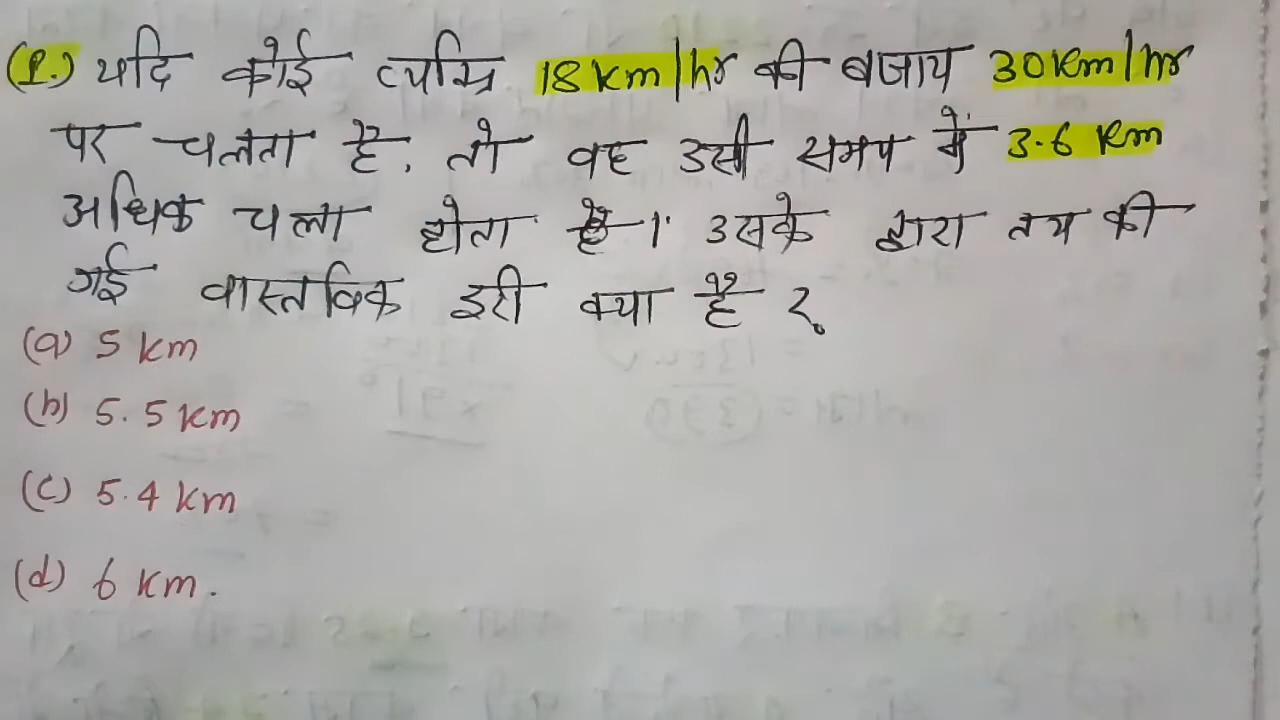 (1.) यदि कोई व्यक्ति 18 km/hr की बजाय 30 km/hr
पर चलता है, तो वह उसी समय में 3.6 km
अधिक चला होता है। उसके द्वारा तय की
गई वास्तविक दूरी क्या है ?
(a) 5 km
(b) 5.5 km
(c) 5.4 km
(d) 6 km.